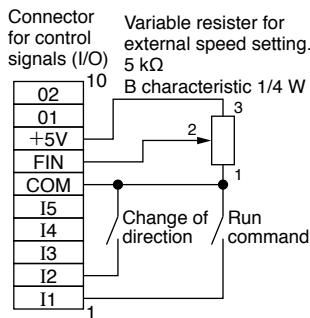 Connector
for control
signals (I/O)
Variable resister for
external speed setting.
5 kΩ
B characteristic 1/4 W
10
02
01
+5V
FIN
COM
I5
I4
I3
I2
I1
1
3
2
1
Change of
direction
Run
command